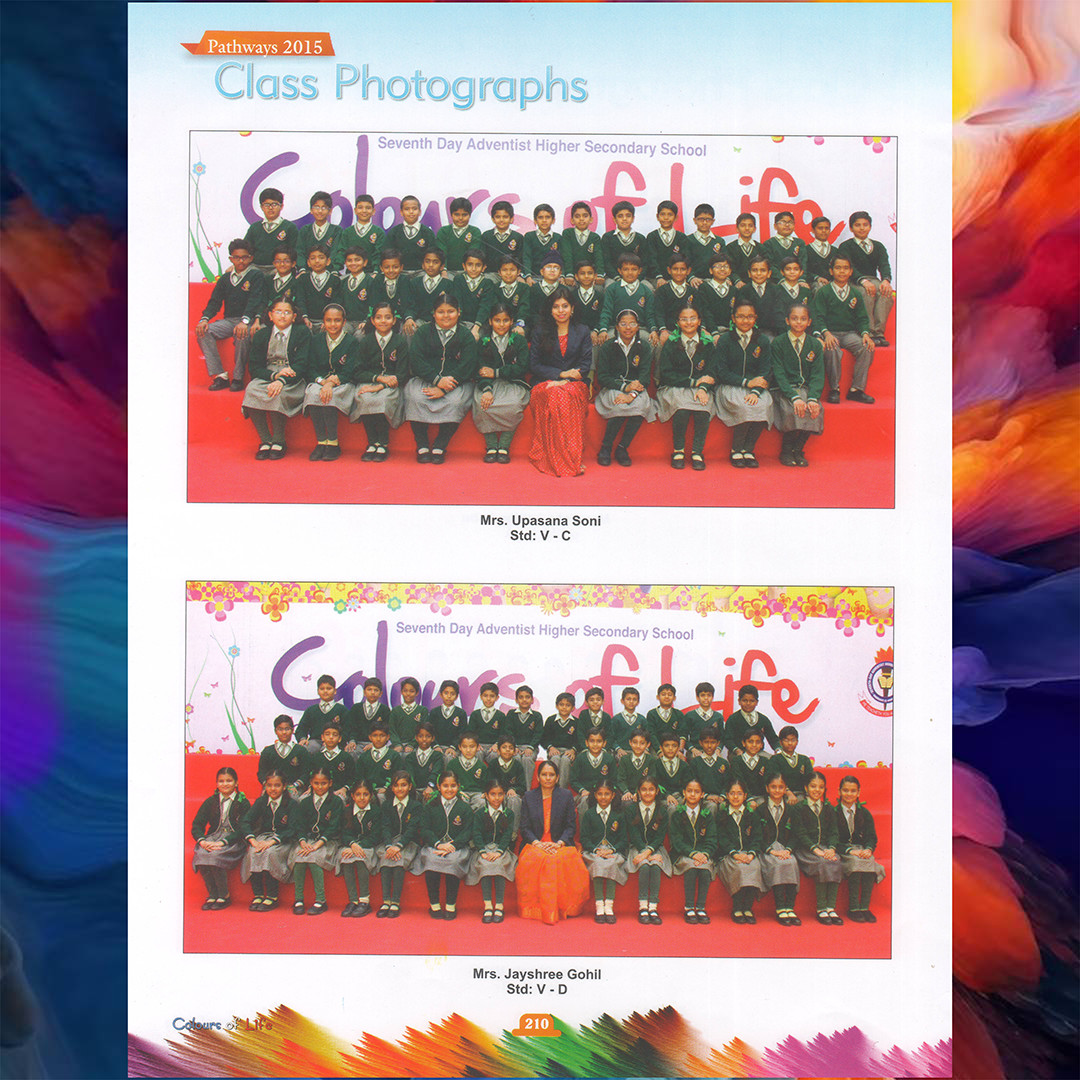 Pathways 2015
Class Photographs
Seventh Day Adventist Higher Secondary School
Colours of Life
Mrs. Upasana Soni
Std: V - C
Seventh Day Adventist Higher Secondary School
Colours of Life
Mrs. Jayshree Gohil
Std: V - D
Colours of Life
210